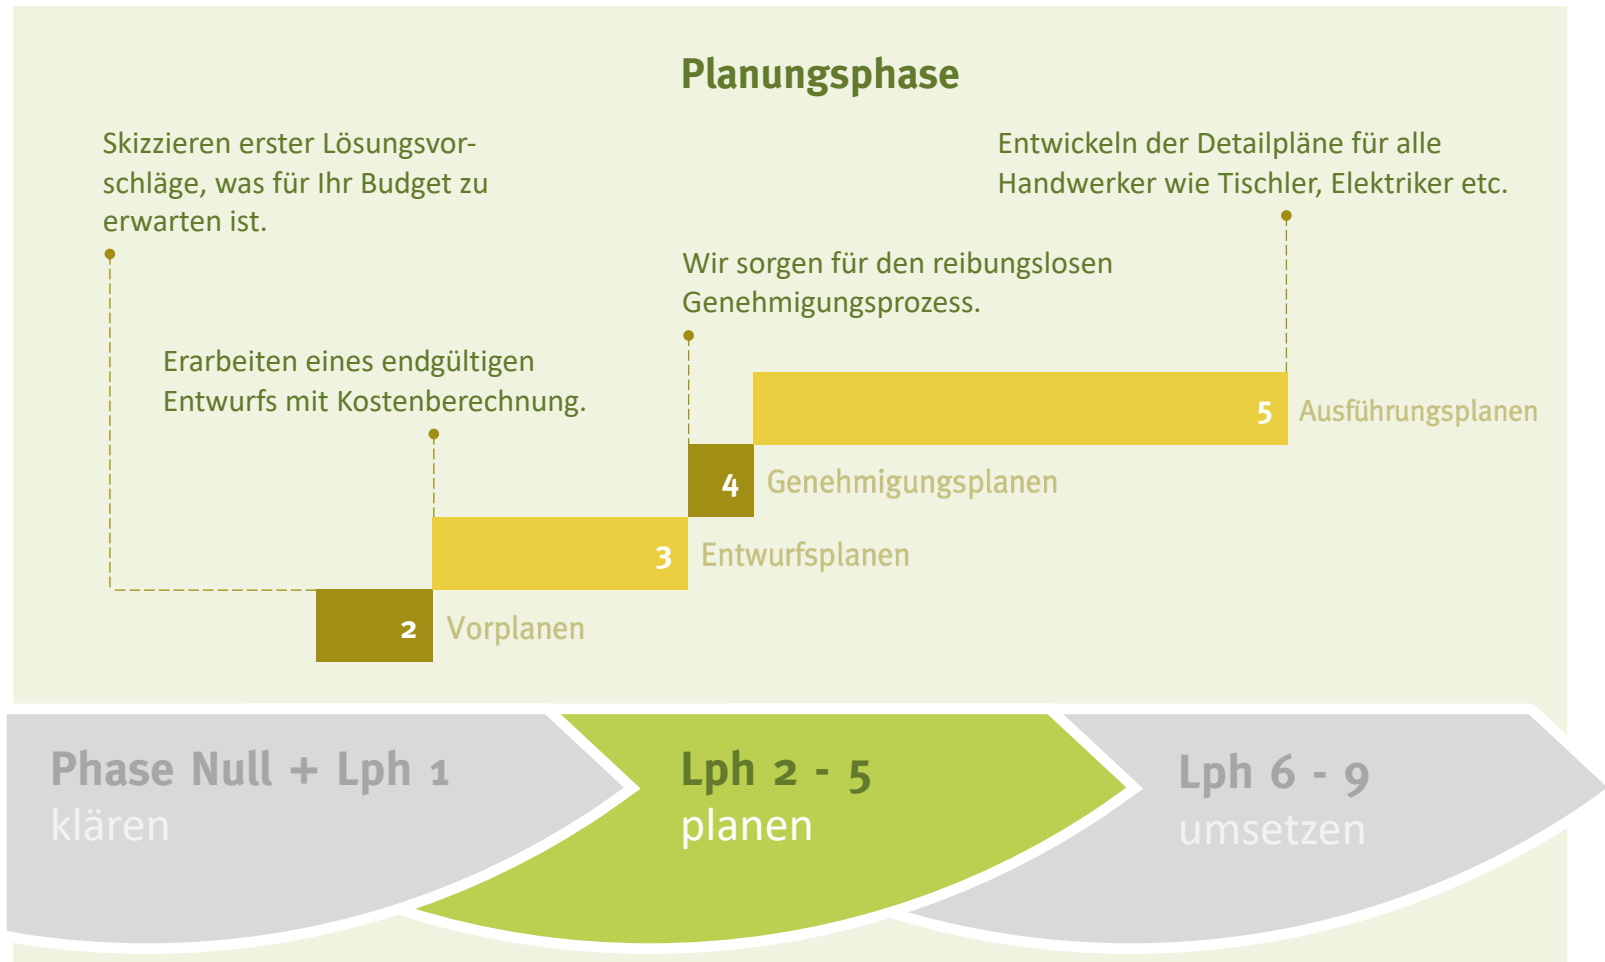 Planungsphase
Skizzieren erster Lösungsvor-
schläge, was für Ihr Budget zu
erwarten ist.
Entwickeln der Detailpläne für alle
Handwerker wie Tischler, Elektriker etc.
Wir sorgen für den reibungslosen
Genehmigungsprozess.
Erarbeiten eines endgültigen
Entwurfs mit Kostenberechnung.
5 Ausführungsplanen
4 Genehmigungsplanen
3 Entwurfsplanen
2 Vorplanen
Phase Null + Lph 1
klären
Lph 2 - 5
planen
Lph 6 - 9
umsetzen